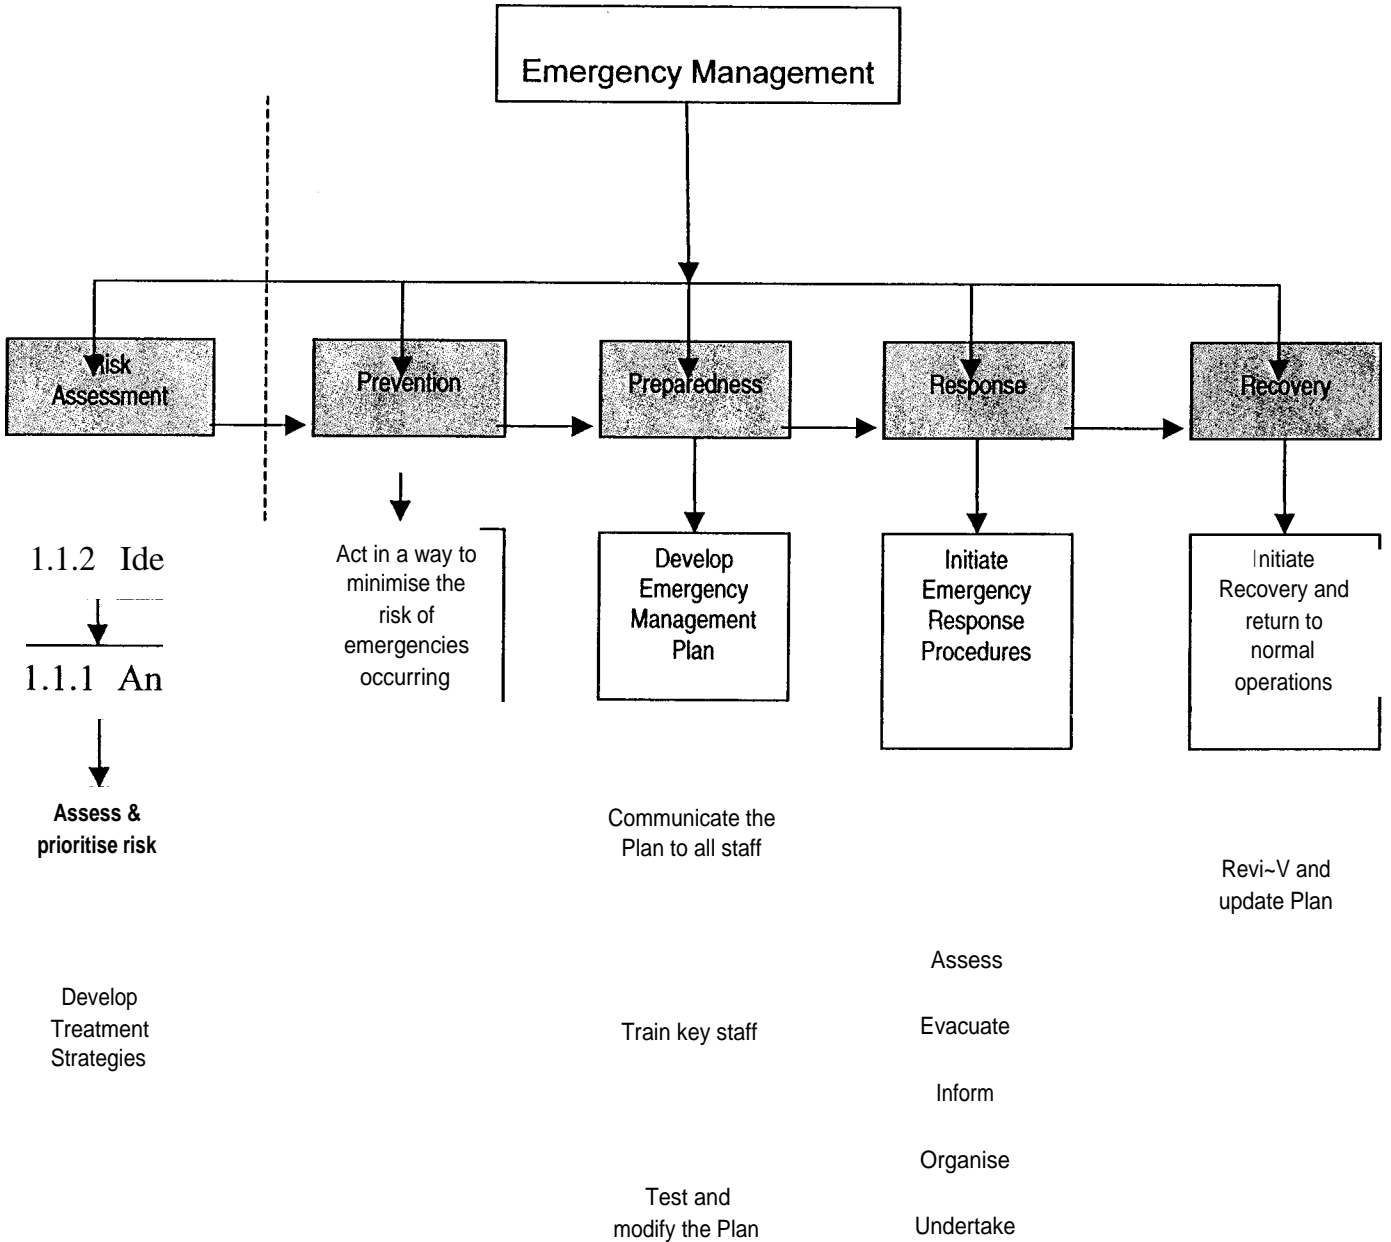 Emergency Management
Risk
Assessment
Prevention
Preparedness
Response
Recovery
1.1.2 Ide
1.1.1 An
Assess &
prioritise risk
Develop
Treatment
Strategies
Act in a way to
minimise the
risk of
emergencies
occurring
Develop
Emergency
Management
Plan
Communicate the
Plan to all staff
Train key staff
Test and
modify the Plan
Initiate
Emergency
Response
Procedures
Assess
Evacuate
Inform
Organise
Undertake
Initiate
Recovery and
return to
normal
operations
Revi~V and
update Plan